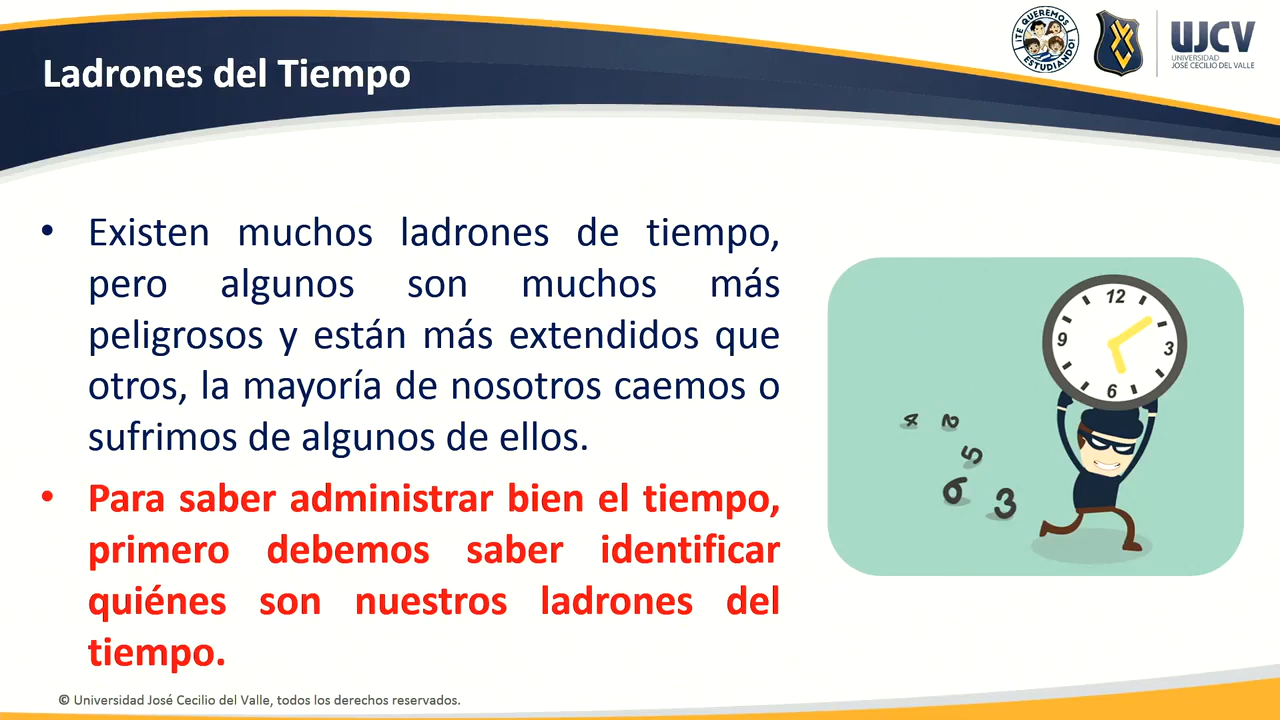 ¡TE QUEREMOS
ESTUDIANDO!
UJCV
UNIVERSIDAD
JOSÉ CECILIO DEL VALLE
Ladrones del Tiempo
• Existen muchos ladrones de tiempo,
pero algunos son muchos más
peligrosos y están más extendidos que
otros, la mayoría de nosotros caemos o
sufrimos de algunos de ellos.
• Para saber administrar bien el tiempo,
primero debemos saber identificar
quiénes son nuestros ladrones del
tiempo.
12
9
3
6
4 2
5
6 3
© Universidad José Cecilio del Valle, todos los derechos reservados.